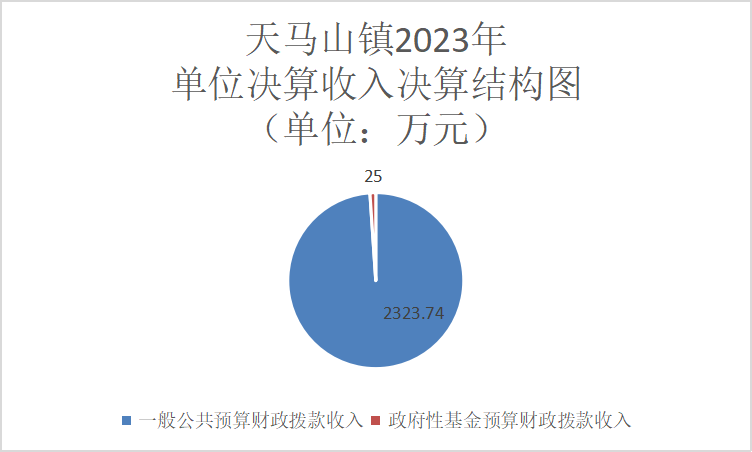 天马山镇2023年
单位决算收入决算结构图
（单位：万元）
25
2323.74
一般公共预算财政拨款收入 政府性基金预算财政拨款收入